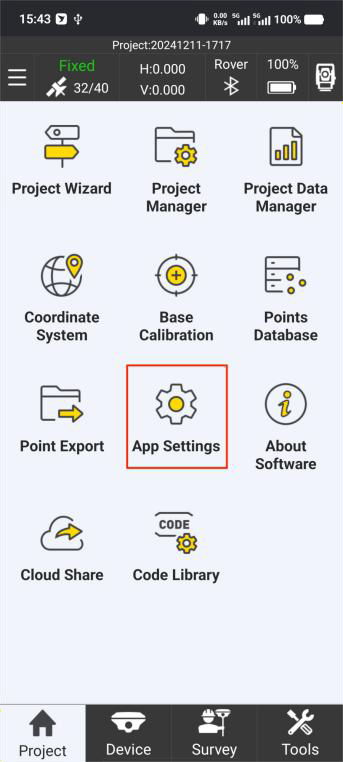 15:43 0.00 KB/s 5G 5G 100%
Project:20241211-1717
Fixed H:0.000 Rover 100%
32/40 V:0.000
Project Wizard Project Manager Project Data Manager
Coordinate System Base Calibration Points Database
CODE
Point Export App Settings About Software
Cloud Share Code Library
Project Device Survey Tools